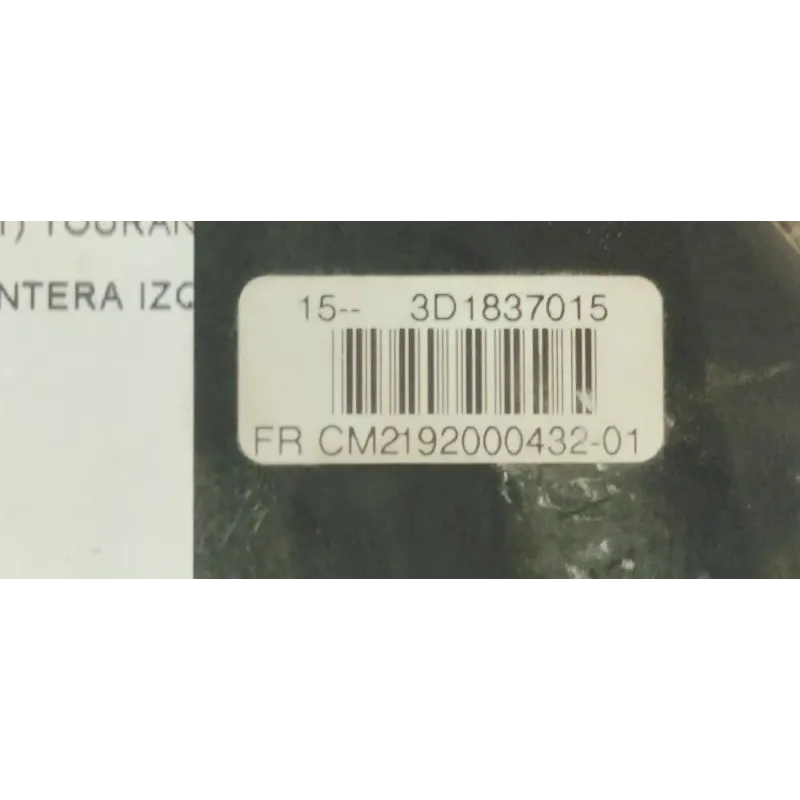 T) TOURAN
NTERA IZQ
15-- 3D1837015
FR CM2192000432-01